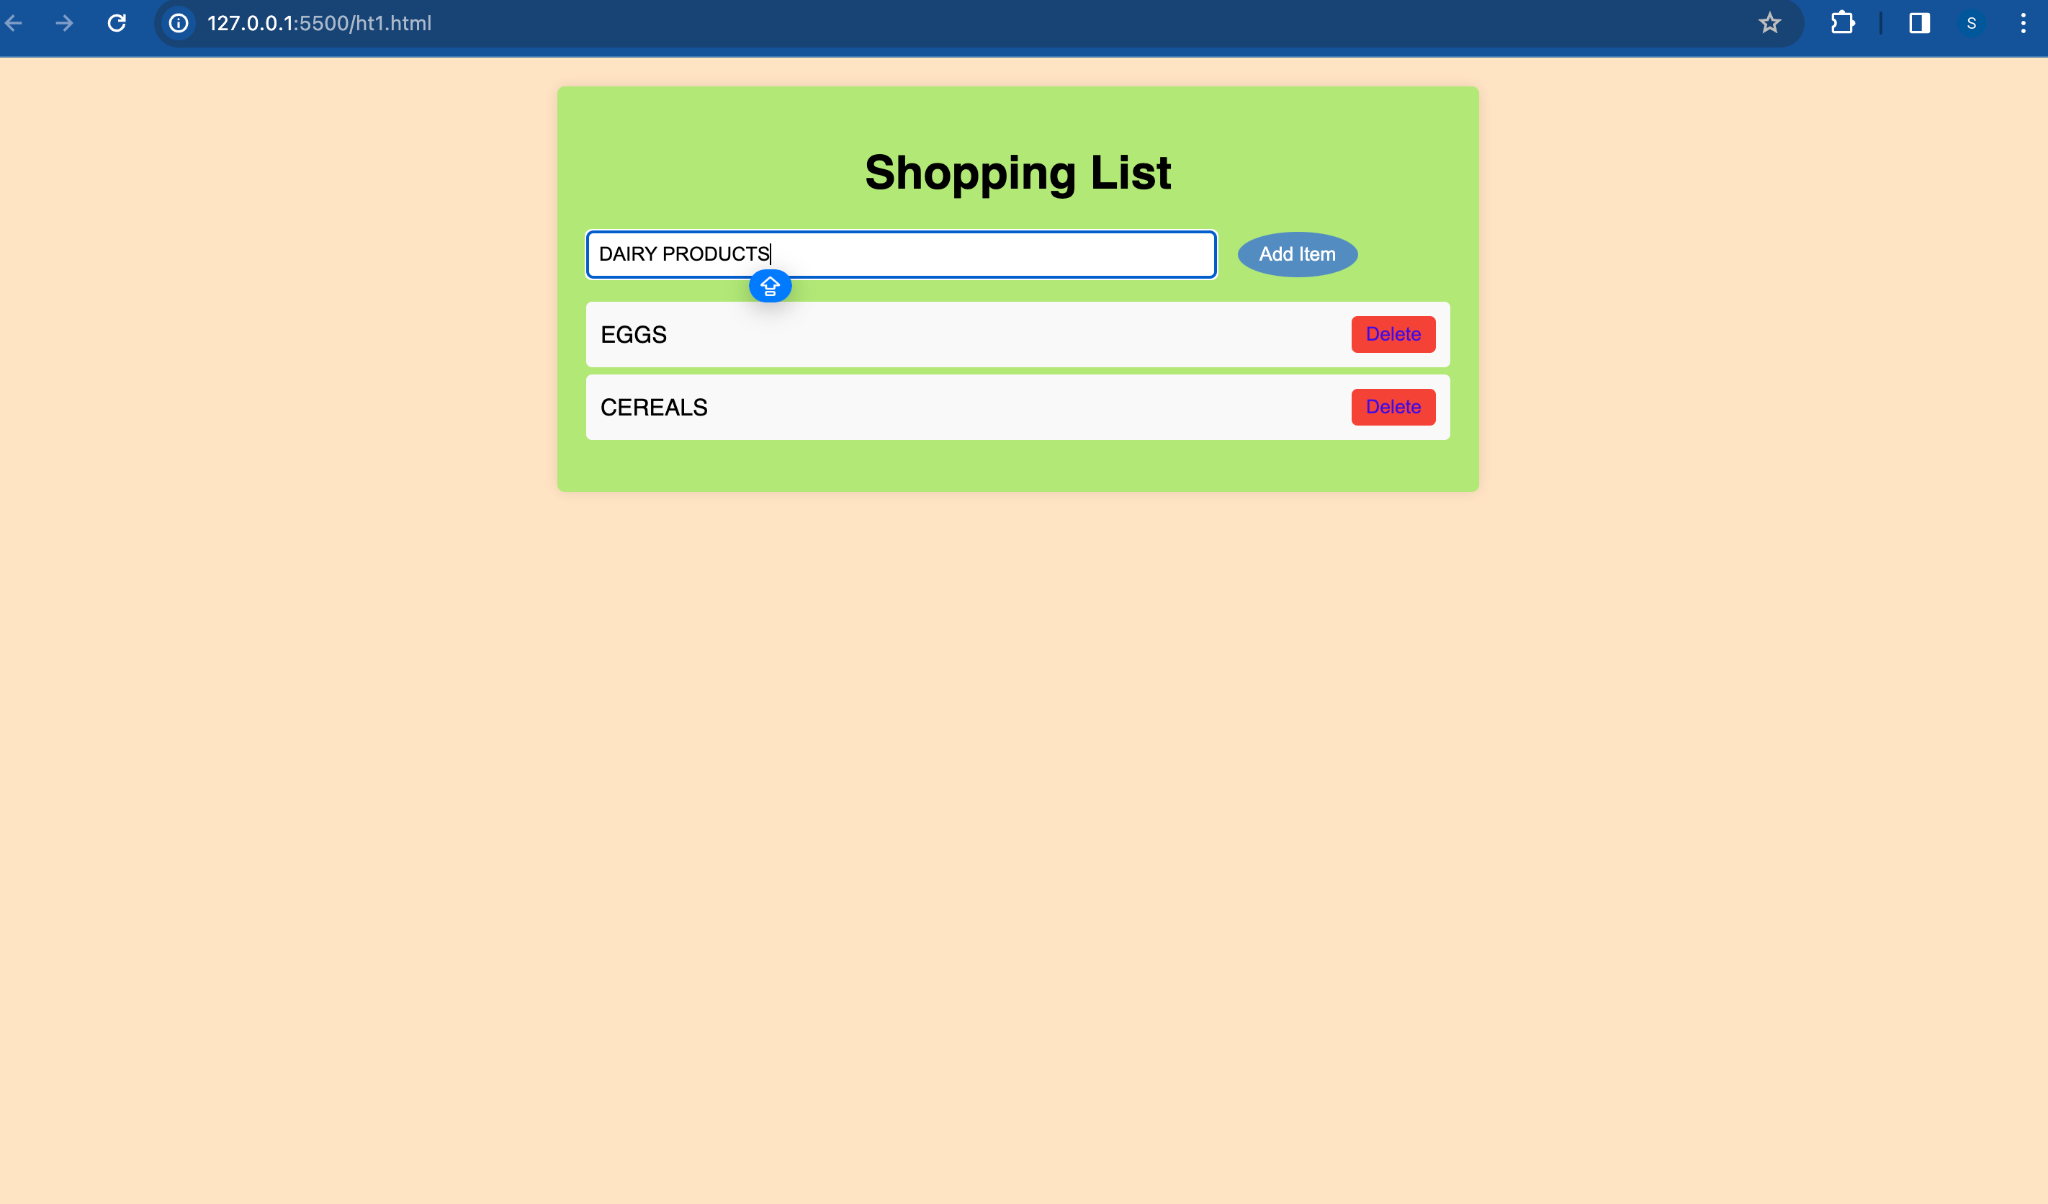 127.0.0.1:5500/ht1.html
S
Shopping List
DAIRY PRODUCTS
Add Item
EGGS
Delete
CEREALS
Delete